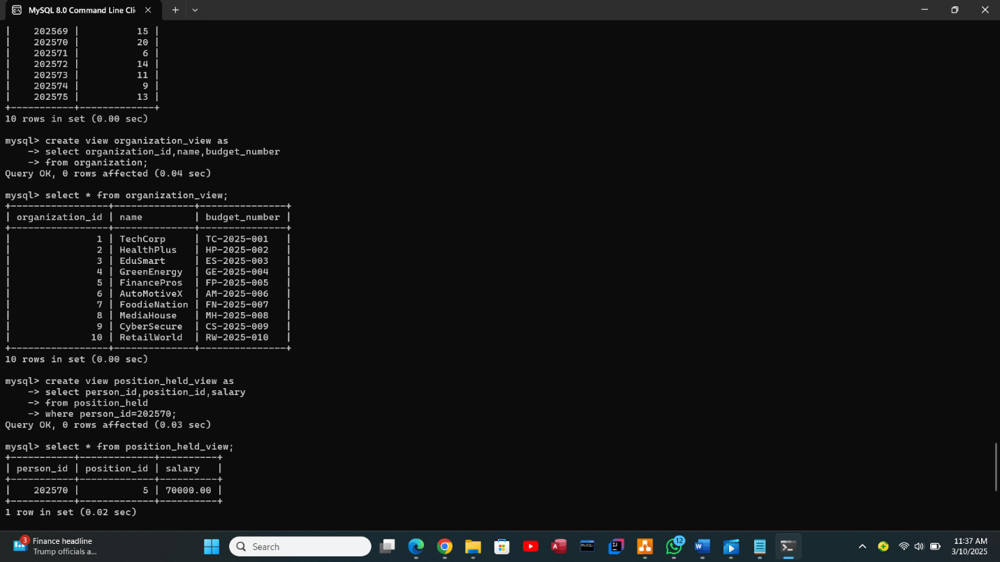 MySQL 8.0 Command Line Cli
|    202569 |          15 |
|    202570 |          20 |
|    202571 |           6 |
|    202572 |          14 |
|    202573 |          11 |
|    202574 |           9 |
|    202575 |          13 |
+-----------+-------------+
10 rows in set (0.00 sec)
mysql> create view organization_view as
    -> select organization_id,name,budget_number
    -> from organization;
Query OK, 0 rows affected (0.04 sec)
mysql> select * from organization_view;
+-----------------+--------------+---------------+
| organization_id | name         | budget_number |
+-----------------+--------------+---------------+
|               1 | TechCorp     | TC-2025-001   |
|               2 | HealthPlus   | HP-2025-002   |
|               3 | EduSmart     | ES-2025-003   |
|               4 | GreenEnergy  | GE-2025-004   |
|               5 | FinancePros  | FP-2025-005   |
|               6 | AutoMotiveX  | AM-2025-006   |
|               7 | FoodieNation | FN-2025-007   |
|               8 | MediaHouse   | MH-2025-008   |
|               9 | CyberSecure  | CS-2025-009   |
|              10 | RetailWorld  | RW-2025-010   |
+-----------------+--------------+---------------+
10 rows in set (0.00 sec)
mysql> create view position_held_view as
    -> select person_id,position_id,salary
    -> from position_held
    -> where person_id=202570;
Query OK, 0 rows affected (0.03 sec)
mysql> select * from position_held_view;
+-----------+-------------+----------+
| person_id | position_id | salary   |
+-----------+-------------+----------+
|    202570 |           5 | 70000.00 |
+-----------+-------------+----------+
1 row in set (0.02 sec)
3
Finance headline
Trump officials a...
Search
12
11:37 AM
3/10/2025